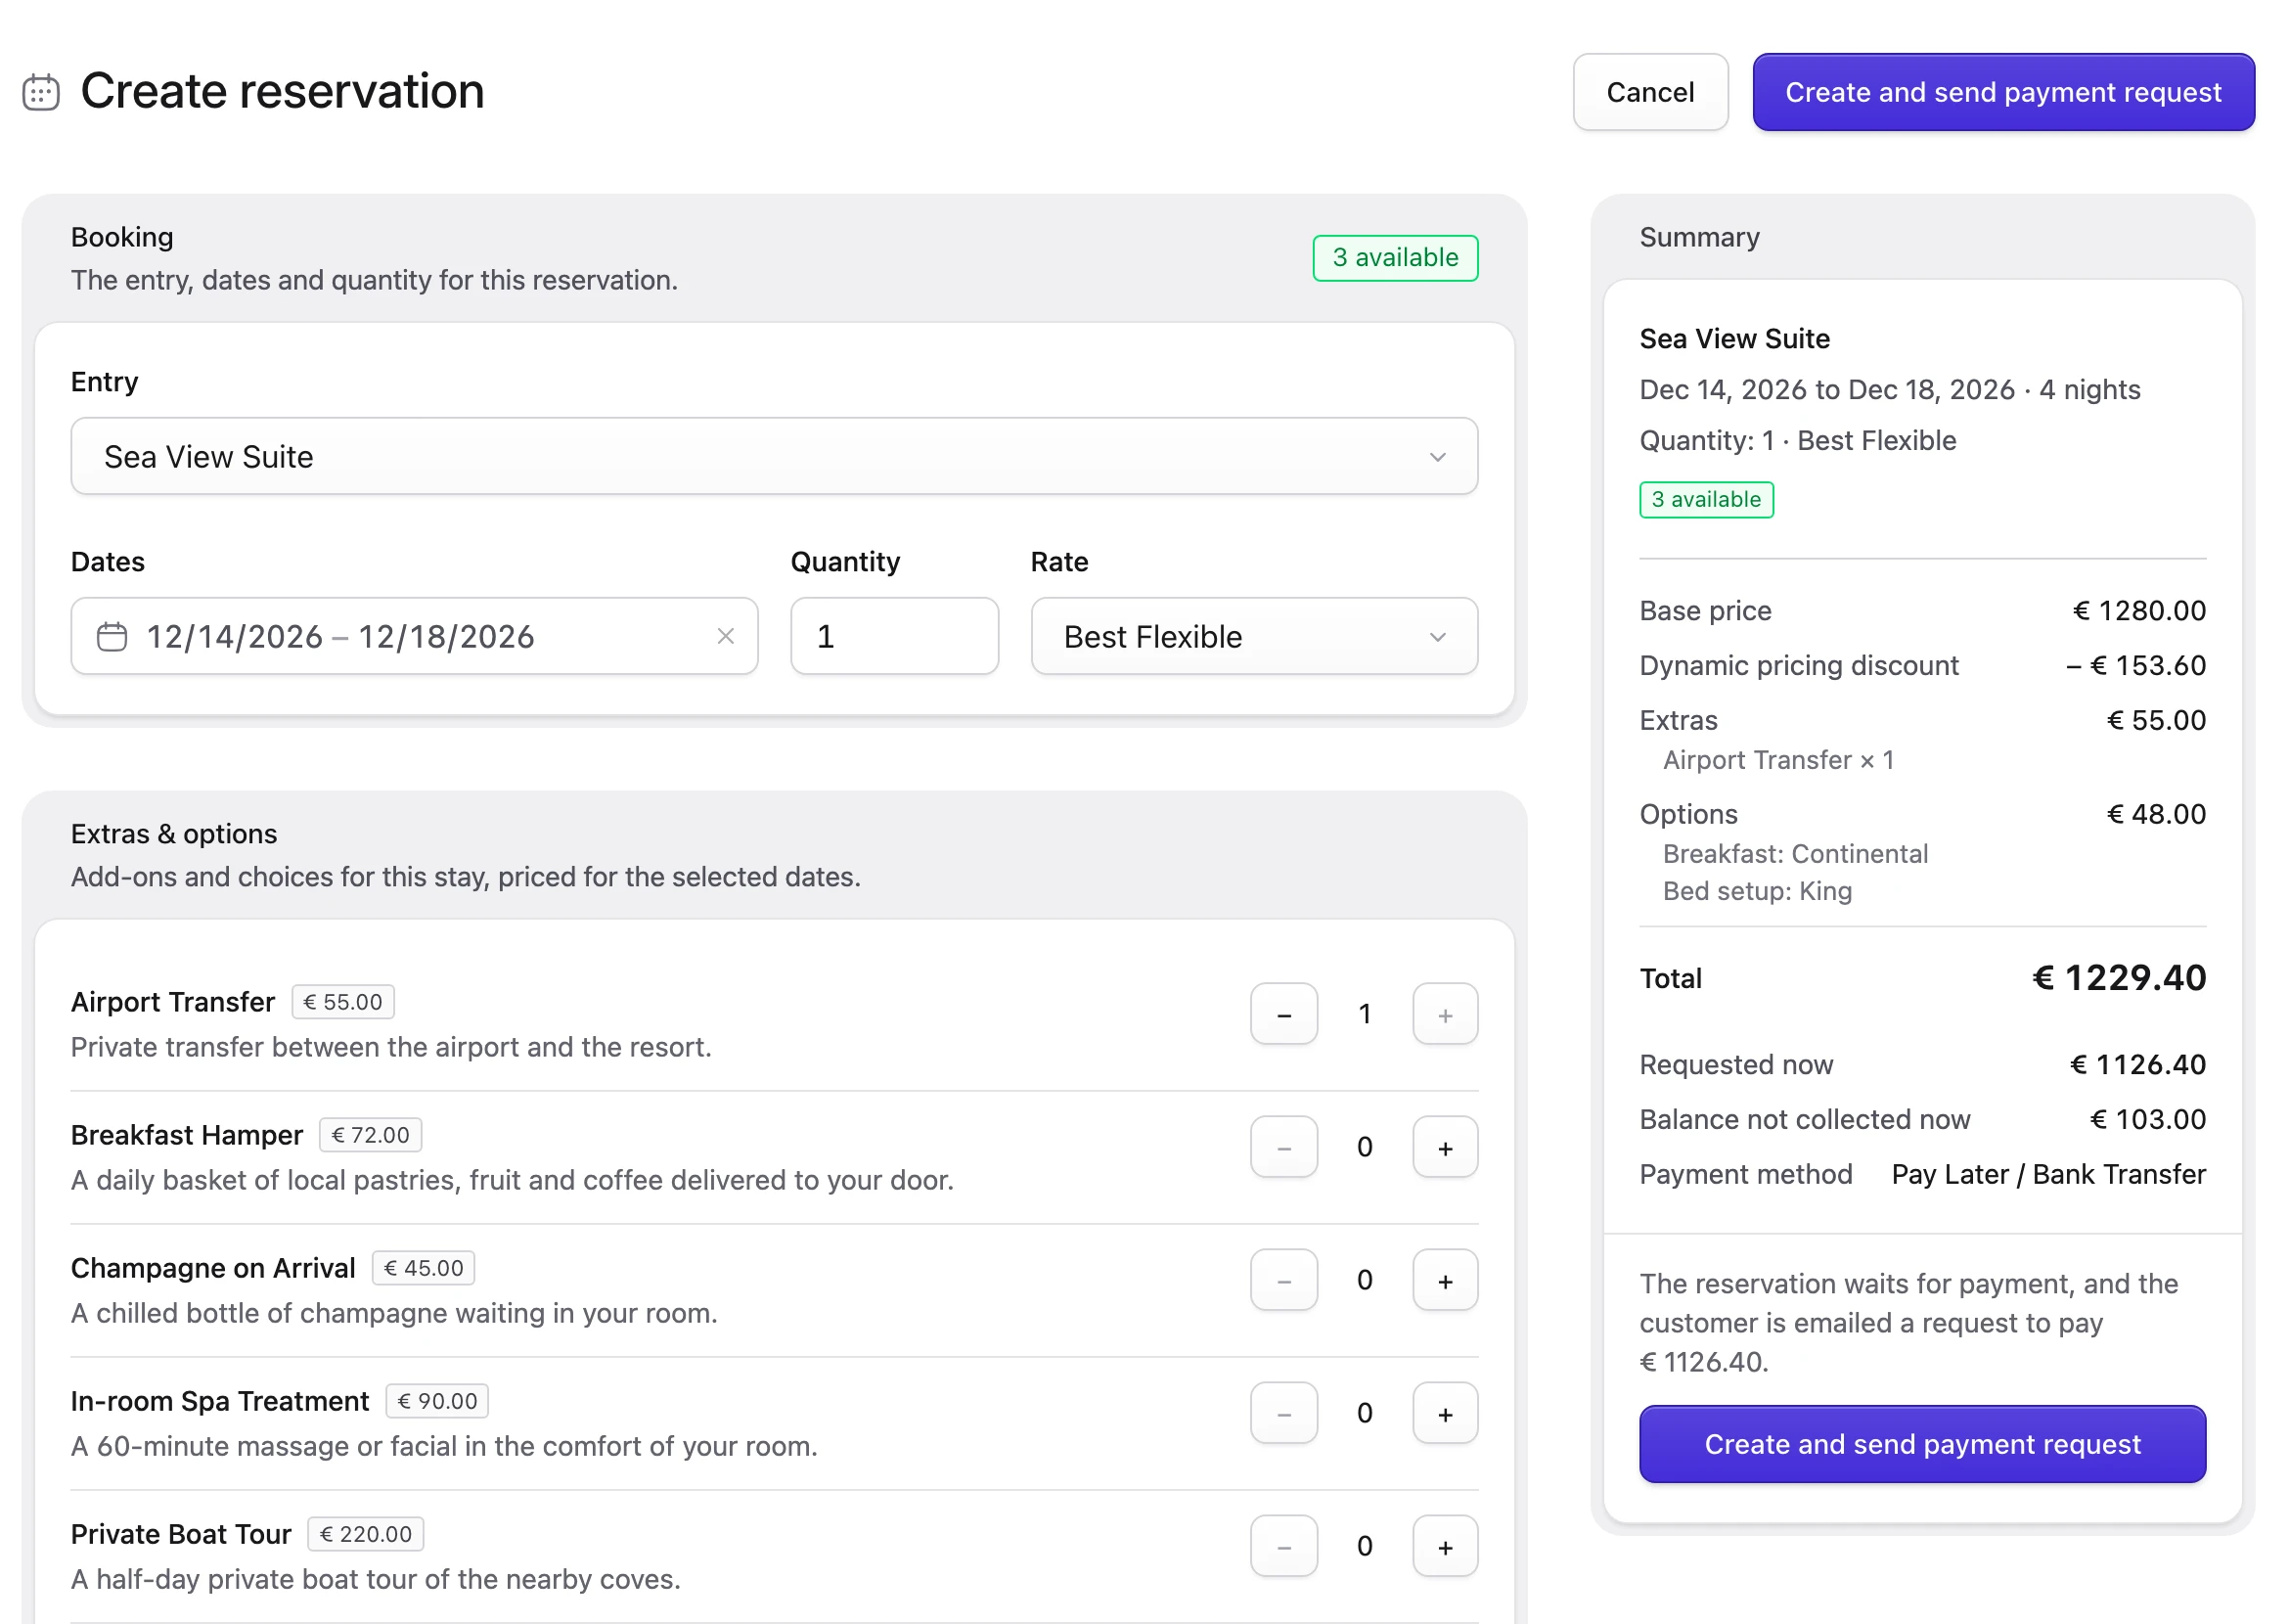 Create reservation
Cancel
Create and send payment request
Booking
The entry, dates and quantity for this reservation.
3 available
Entry
Sea View Suite
Dates
Quantity
Rate
12/14/2026 – 12/18/2026
1
Best Flexible
Extras & options
Add-ons and choices for this stay, priced for the selected dates.
Airport Transfer € 55.00
Private transfer between the airport and the resort.
– 1 +
Breakfast Hamper € 72.00
A daily basket of local pastries, fruit and coffee delivered to your door.
– 0 +
Champagne on Arrival € 45.00
A chilled bottle of champagne waiting in your room.
– 0 +
In-room Spa Treatment € 90.00
A 60-minute massage or facial in the comfort of your room.
– 0 +
Private Boat Tour € 220.00
A half-day private boat tour of the nearby coves.
– 0 +
Summary
Sea View Suite
Dec 14, 2026 to Dec 18, 2026 · 4 nights
Quantity: 1 · Best Flexible
3 available
Base price € 1280.00
Dynamic pricing discount – € 153.60
Extras € 55.00
Airport Transfer × 1
Options € 48.00
Breakfast: Continental
Bed setup: King
Total € 1229.40
Requested now € 1126.40
Balance not collected now € 103.00
Payment method Pay Later / Bank Transfer
The reservation waits for payment, and the
customer is emailed a request to pay
€ 1126.40.
Create and send payment request